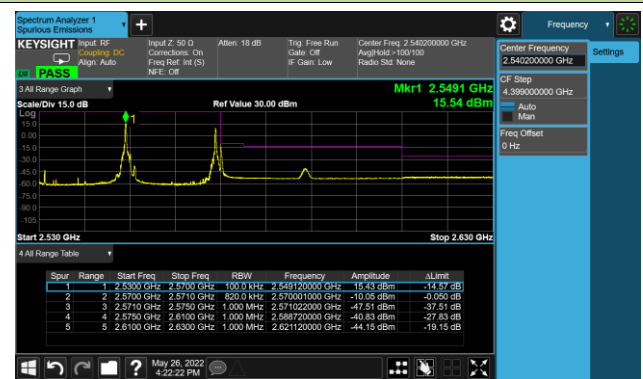 Spectrum Analyzer 1
Spurious Emissions
Frequency
KEYSIGHT Input: RF
Coupling: DC
Align: Auto
Input Z: 50 Ω
Corrections: On
Freq Ref: Int (S)
NFE: Off
Atten: 18 dB
Trig: Free Run
Gate: Off
IF Gain: Low
Center Freq: 2.540200000 GHz
Avg|Hold:>100/100
Radio Std: None
PASS
Center Frequency
2.540200000 GHz
Settings
CF Step
4.399000000 GHz
Auto
Man
Freq Offset
0 Hz
3 All Range Graph
Mkr1 2.5491 GHz
Scale/Div 15.0 dB
Ref Value 30.00 dBm
15.54 dBm
Log
15.0
0.00
-15.0
-30.0
-45.0
-60.0
-75.0
-90.0
-105
1
Start 2.530 GHz
Stop 2.630 GHz
4 All Range Table
Spur Range Start Freq Stop Freq RBW Frequency Amplitude ΔLimit
1 1 2.5300 GHz 2.5700 GHz 100.0 kHz 2.549120000 GHz 15.43 dBm -14.57 dB
2 2 2.5700 GHz 2.5710 GHz 820.0 kHz 2.570001000 GHz -10.05 dBm -0.050 dB
3 3 2.5710 GHz 2.5750 GHz 1.000 MHz 2.571022000 GHz -47.51 dBm -37.51 dB
4 4 2.5750 GHz 2.6100 GHz 1.000 MHz 2.588720000 GHz -40.83 dBm -27.83 dB
5 5 2.6100 GHz 2.6300 GHz 1.000 MHz 2.621120000 GHz -44.15 dBm -19.15 dB
May 26, 2022
4:22:22 PM